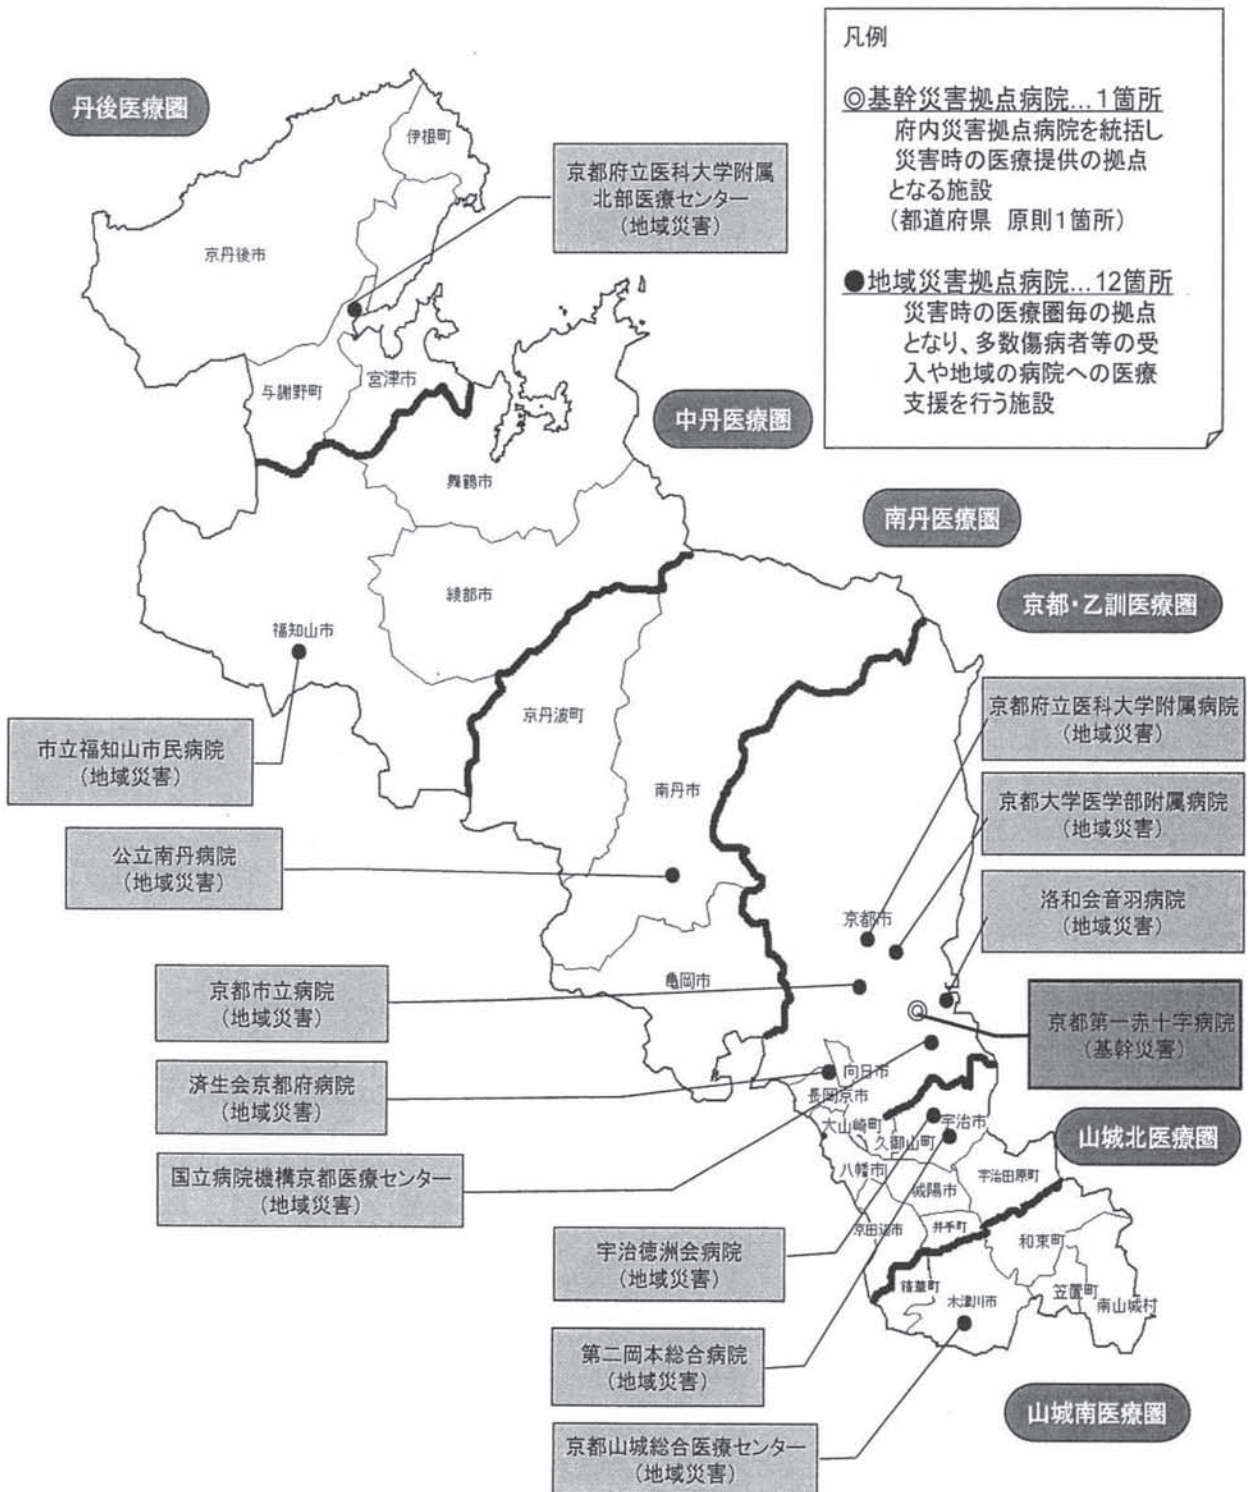 凡例
◎基幹災害拠点病院…1箇所
府内災害拠点病院を統括し
災害時の医療提供の拠点
となる施設
(都道府県 原則1箇所)
●地域災害拠点病院…12箇所
災害時の医療圏毎の拠点
となり、多数傷病者等の受
入や地域の病院への医療
支援を行う施設
丹後医療圏
伊根町
京都府立医科大学附属
北部医療センター
(地域災害)
京丹後市
与謝野町
宮津市
中丹医療圏
舞鶴市
南丹医療圏
綾部市
京都・乙訓医療圏
福知山市
京丹波町
京都府立医科大学附属病院
(地域災害)
市立福知山市民病院
(地域災害)
南丹市
京都大学医学部附属病院
(地域災害)
公立南丹病院
(地域災害)
洛和会音羽病院
(地域災害)
京都市
亀岡市
京都市立病院
(地域災害)
京都第一赤十字病院
(基幹災害)
済生会京都府病院
(地域災害)
向日市
長岡京市
大山崎町
久御山町
宇治市
山城北医療圏
国立病院機構京都医療センター
(地域災害)
八幡市
城陽市
宇治田原町
京田辺市
井手町
宇治徳洲会病院
(地域災害)
和束町
精華町
木津川市
笠置町
南山城村
第二岡本総合病院
(地域災害)
山城南医療圏
京都山城総合医療センター
(地域災害)